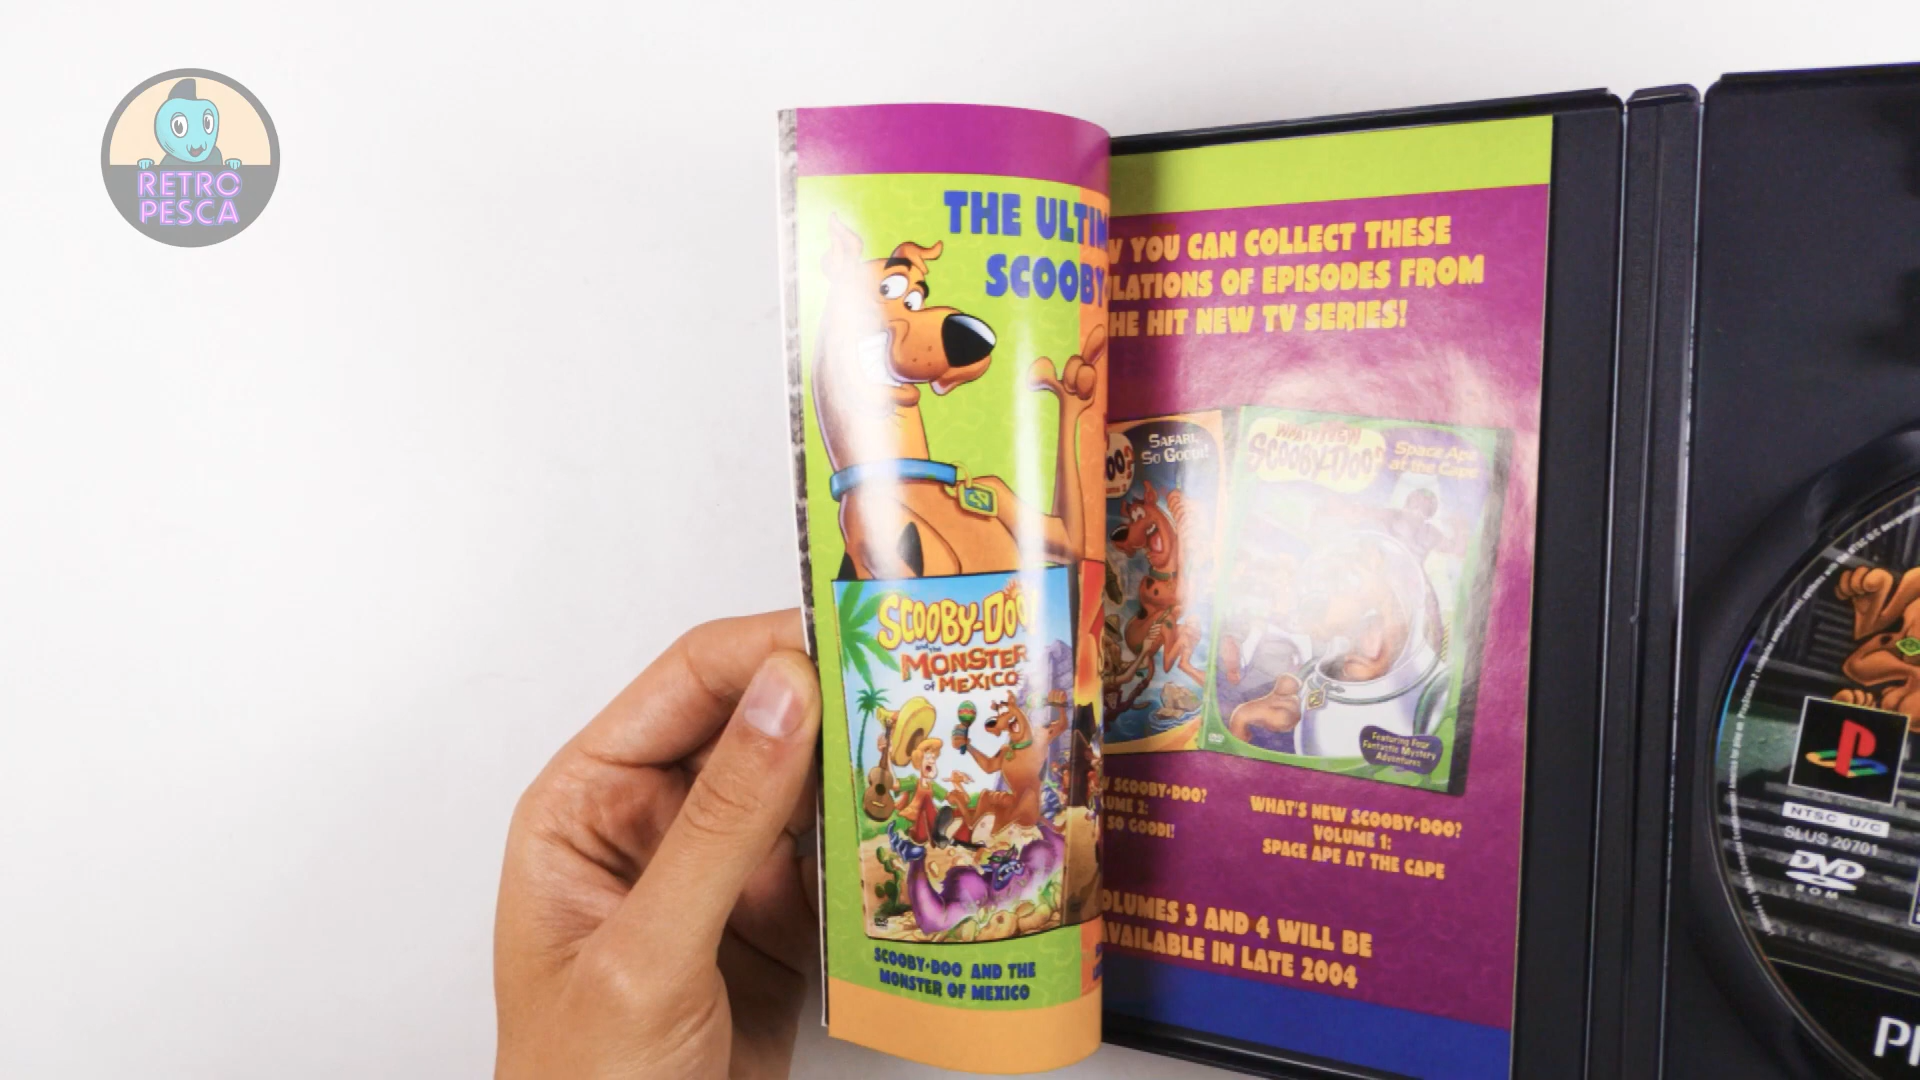 RETRO
PESCA
THE ULTIM
SCOOBY
YOU CAN COLLECT THESE
LATIONS OF EPISODES FROM
HE HIT NEW TV SERIES!
SAFARI,
SO GOOD!
WHAT'S NEW
SCOOBY-DOO?
Space Ape
at the Cape
SCOOBY-DOO
and the
MONSTER
of MEXICO
Featuring Four
Fantastic Mystery
Adventures
SCOOBY-DOO?
UME 2:
SO GOOD!
WHAT'S NEW SCOOBY-DOO?
VOLUME 1:
SPACE APE AT THE CAPE
OLUMES 3 AND 4 WILL BE
AVAILABLE IN LATE 2004
SCOOBY-DOO AND THE
MONSTER OF MEXICO
NTSC U/C
SLUS 20701
DVD
ROM